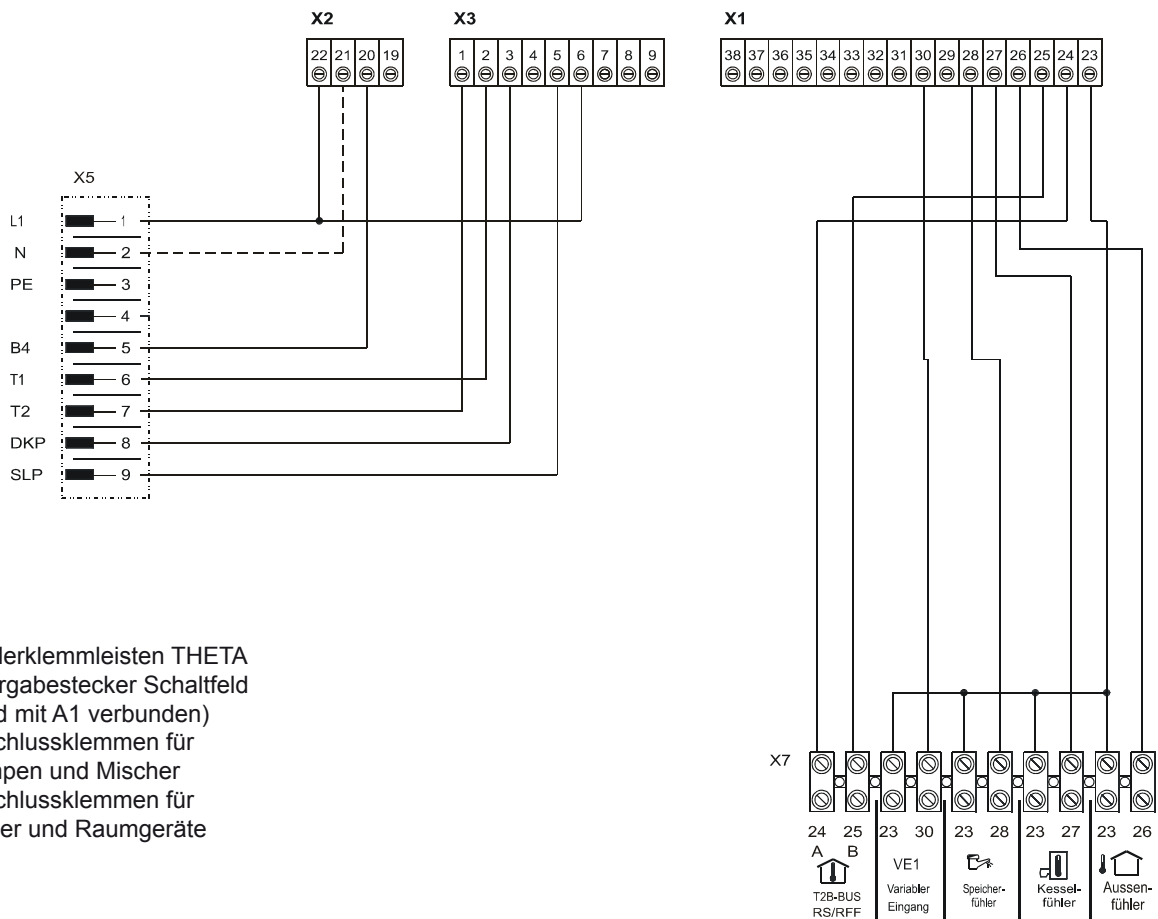 X2 X3 X1
22 21 20 19 1 2 3 4 5 6 7 8 9 38 37 36 35 34 33 32 31 30 29 28 27 26 25 24 23
X5
L1 1
N 2
PE 3
4
B4 5
T1 6
T2 7
DKP 8
SLP 9
lerklemmleisten THETA
rgabestecker Schaltfeld
d mit A1 verbunden)
chlussklemmen für
npen und Mischer
chlussklemmen für
ler und Raumgeräte
X7
24 25 23 30 23 28 23 27 23 26
A B
VE1
T2B-BUS
RS/RFF
Variabler
Eingang
Speicher-
fühler
Kessel-
fühler
Aussen-
fühler